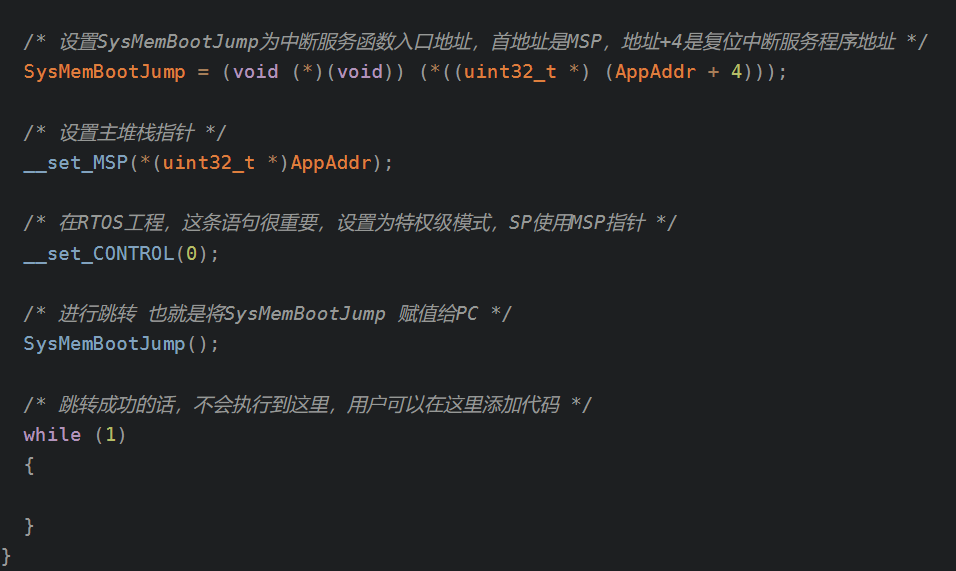 /* 设置SysMemBootJump为中断服务函数入口地址，首地址是MSP，地址+4是复位中断服务程序地址 */
SysMemBootJump = (void (*)(void)) (*((uint32_t *) (AppAddr + 4)));
/* 设置主堆栈指针 */
__set_MSP(*(uint32_t *)AppAddr);
/* 在RTOS工程，这条语句很重要，设置为特权级模式，SP使用MSP指针 */
__set_CONTROL(0);
/* 进行跳转 也就是将SysMemBootJump 赋值给PC */
SysMemBootJump();
/* 跳转成功的话，不会执行到这里，用户可以在这里添加代码 */
while (1)
{
}
}